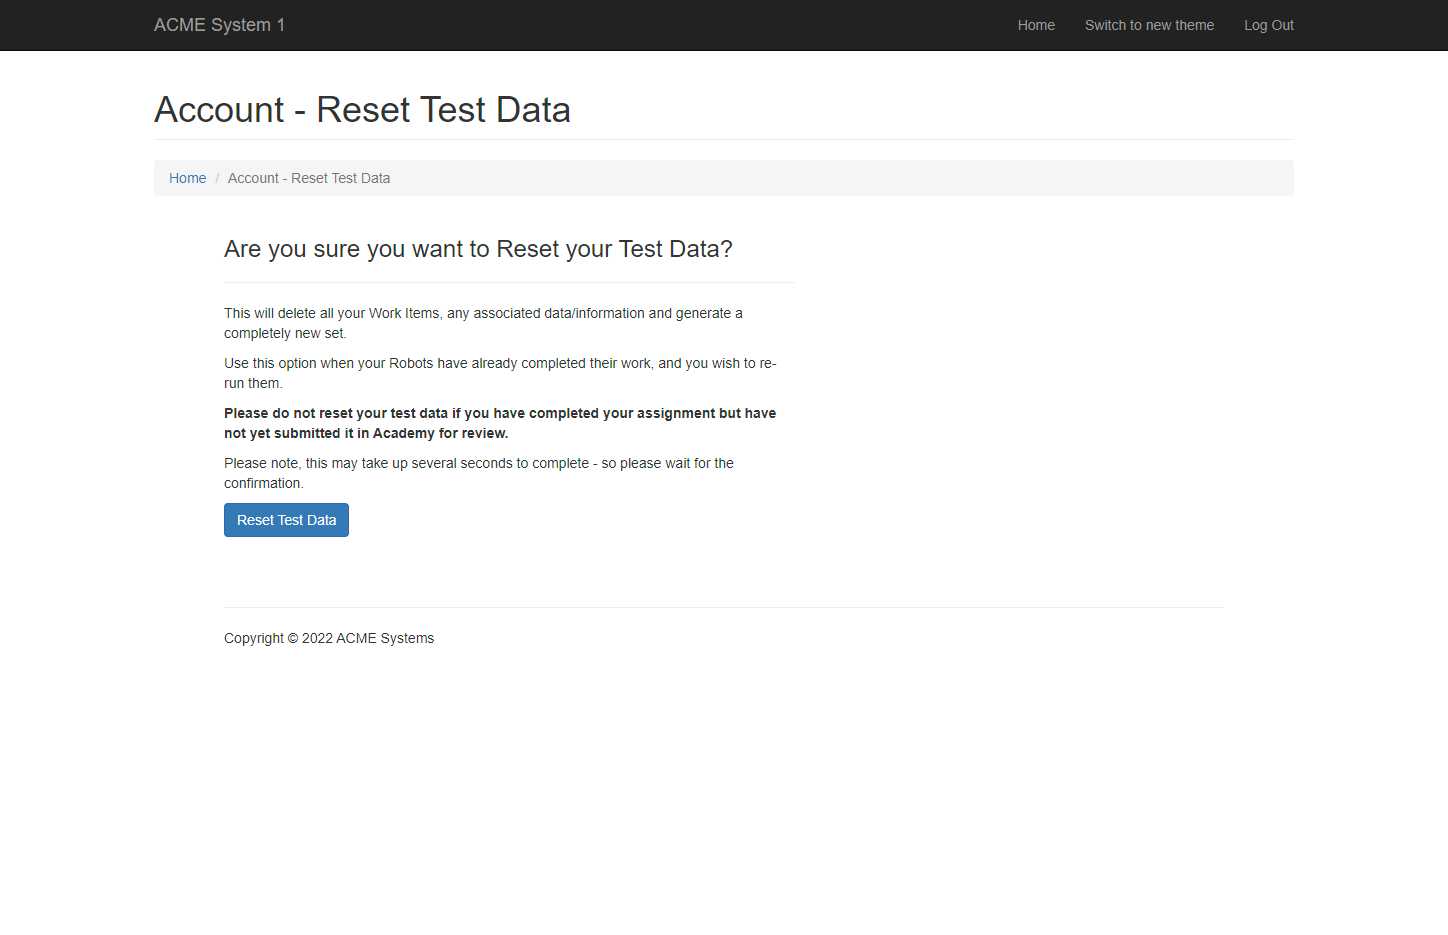 ACME System 1
Home
Switch to new theme
Log Out
Account - Reset Test Data
Home / Account - Reset Test Data
Are you sure you want to Reset your Test Data?
This will delete all your Work Items, any associated data/information and generate a
completely new set.
Use this option when your Robots have already completed their work, and you wish to re-
run them.
Please do not reset your test data if you have completed your assignment but have
not yet submitted it in Academy for review.
Please note, this may take up several seconds to complete - so please wait for the
confirmation.
Reset Test Data
Copyright © 2022 ACME Systems